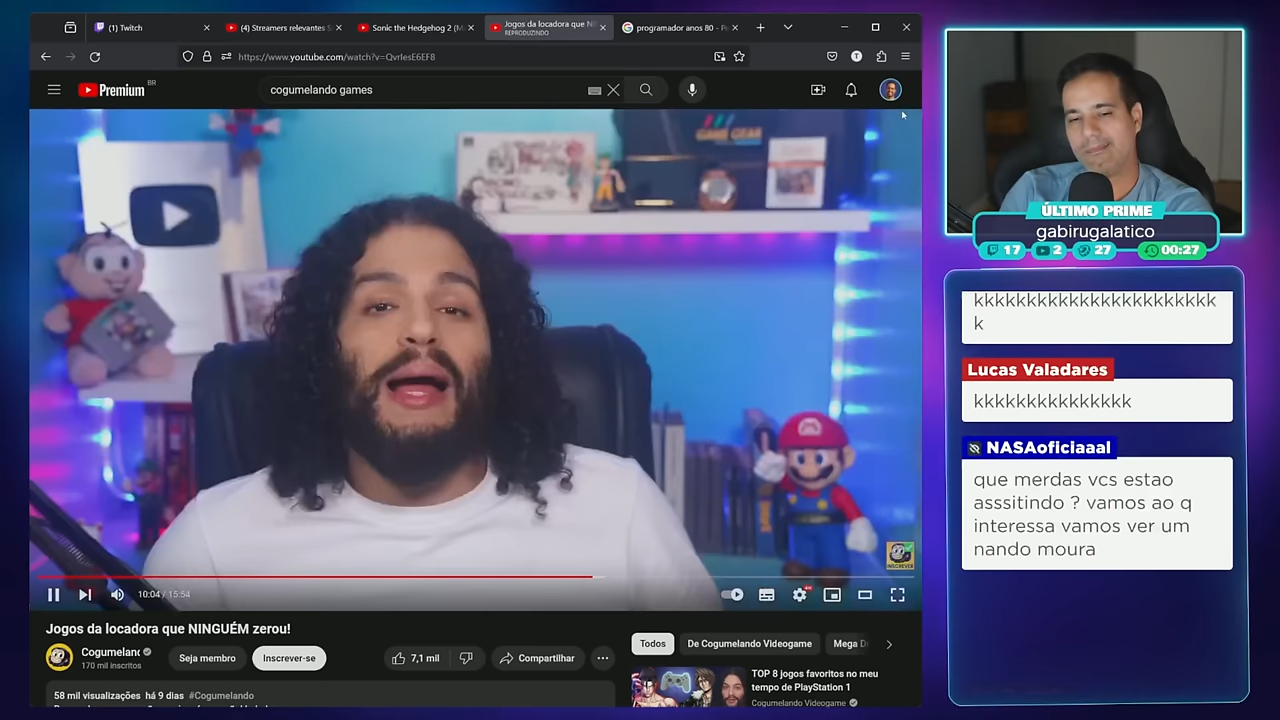 (1) Twitch
(4) Streamers relevantes S
Sonic the Hedgehog 2 (M
Jogos da locadora que NI
REPRODUZINDO
programador anos 80 - Pe
https://www.youtube.com/watch?v=QvrIesE6EF8
Premium
BR
cogumelando games
GAME GEAR
INSCREVER
10:04 / 15:54
Jogos da locadora que NINGUÉM zerou!
Cogumelanc
170 mil inscritos
Seja membro
Inscrever-se
7,1 mil
Compartilhar
58 mil visualizações há 9 dias #Cogumelando
Todos
De Cogumelando Videogame
Mega D
TOP 8 jogos favoritos no meu
tempo de PlayStation 1
Cogumelando Videogame
ÚLTIMO PRIME
gabirugalatico
17
2
27
00:27
kkkkkkkkkkkkkkkkkkkkkkk
k
Lucas Valadares
kkkkkkkkkkkkkkk
NASAoficiaaal
que merdas vcs estao
asssitindo ? vamos ao q
interessa vamos ver um
nando moura